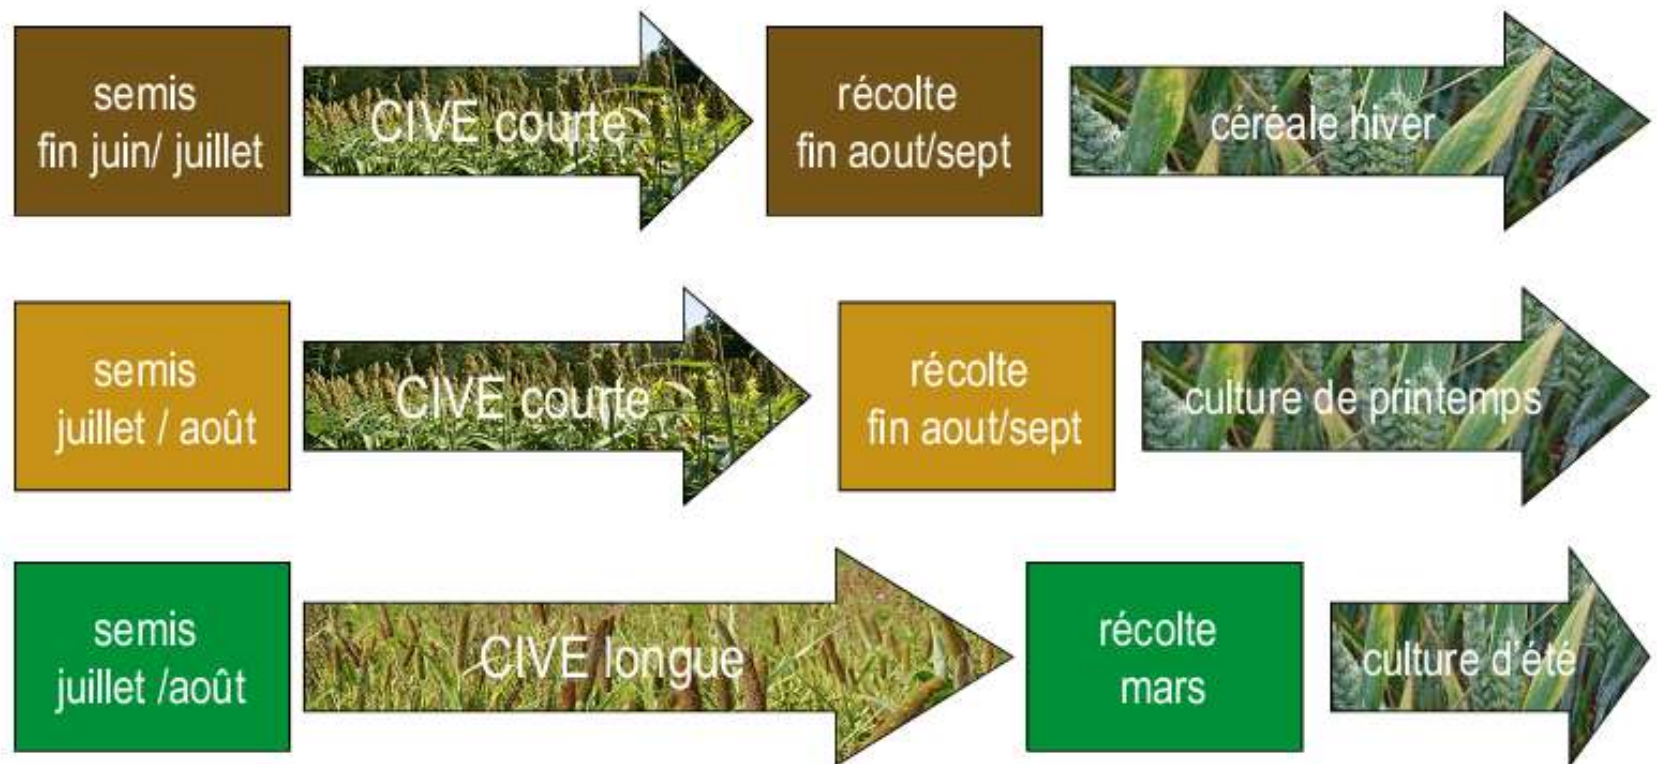 semis
fin juin/ juillet
CIVE courte
récolte
fin aout/sept
céréale hiver
semis
juillet / août
CIVE courte
récolte
fin aout/sept
culture de printemps
semis
juillet /août
CIVE longue
récolte
mars
culture d'été